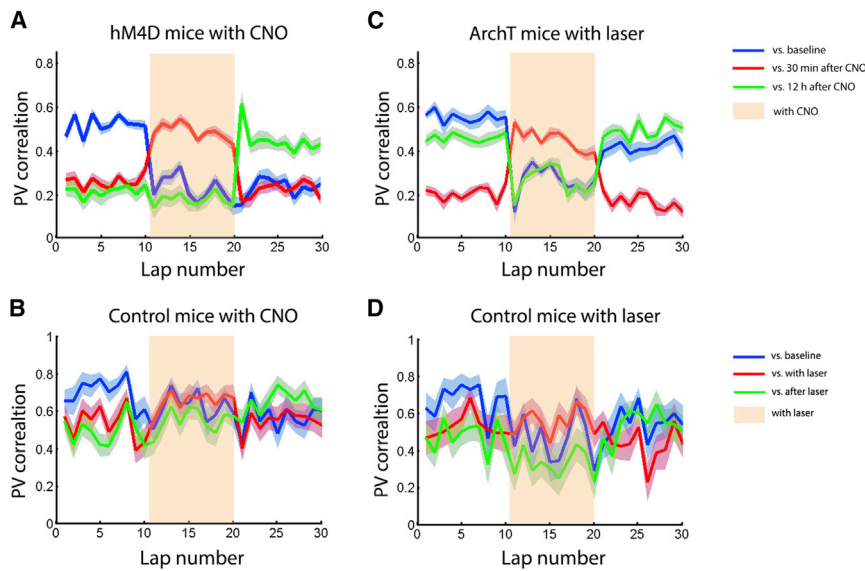 A
hM4D mice with CNO
PV correaltion
0.8
0.6
0.4
0.2
0
0 5 10 15 20 25 30
Lap number
C
ArchT mice with laser
PV correaltion
0.8
0.6
0.4
0.2
0
0 5 10 15 20 25 30
Lap number
vs. baseline
vs. 30 min after CNO
vs. 12 h after CNO
with CNO
B
Control mice with CNO
PV correaltion
1
0.8
0.6
0.4
0.2
0
0 5 10 15 20 25 30
Lap number
D
Control mice with laser
PV correaltion
1
0.8
0.6
0.4
0.2
0
0 5 10 15 20 25 30
Lap number
vs. baseline
vs. with laser
vs. after laser
with laser